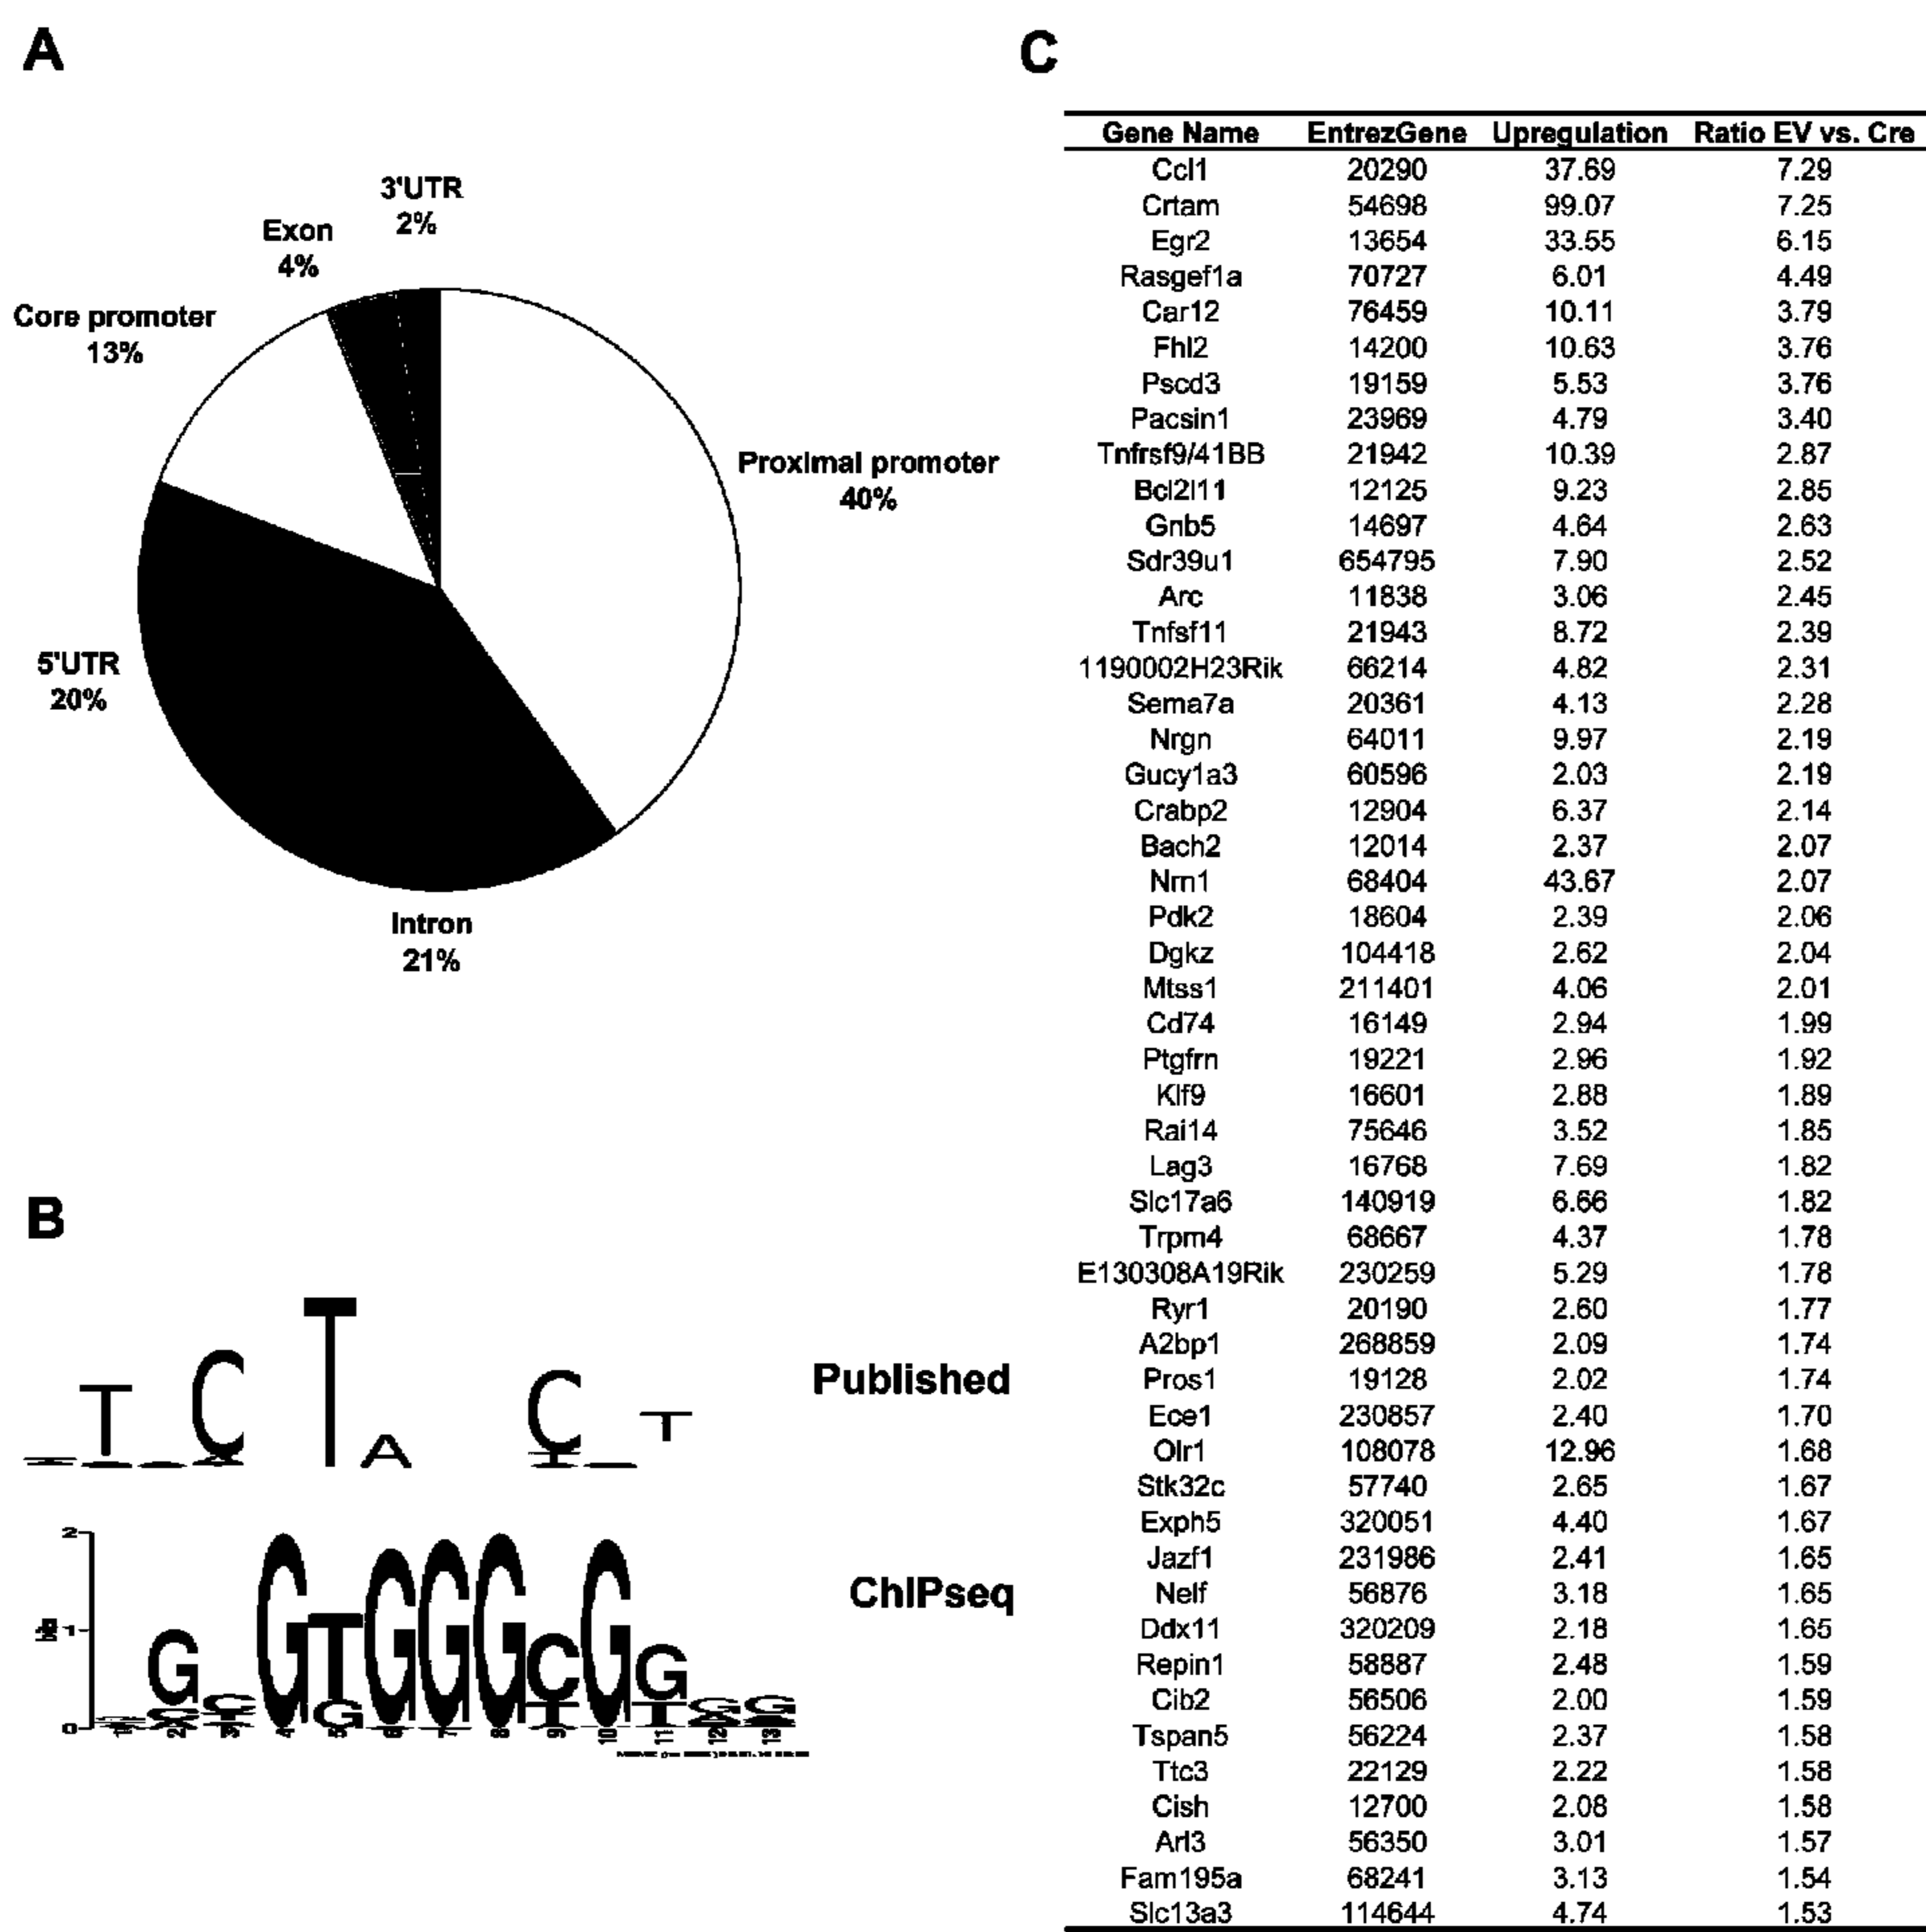 A
3'UTR
2%
Exon
4%
Core promoter
13%
Proximal promoter
40%
5'UTR
20%
Intron
21%
B
Published
ChIPseq
2
1
0
C
Gene Name EntrezGene Upregulation Ratio EV vs. Cre
Ccl1 20290 37.69 7.29
Crtam 54698 99.07 7.25
Egr2 13654 33.55 6.15
Rasgef1a 70727 6.01 4.49
Car12 76459 10.11 3.79
Fhl2 14200 10.63 3.76
Pscd3 19159 5.53 3.76
Pacsin1 23969 4.79 3.40
Tnfrsf9/41BB 21942 10.39 2.87
Bcl2l11 12125 9.23 2.85
Gnb5 14697 4.64 2.63
Sdr39u1 654795 7.90 2.52
Arc 11838 3.06 2.45
Tnfsf11 21943 8.72 2.39
1190002H23Rik 66214 4.82 2.31
Sema7a 20361 4.13 2.28
Nrgn 64011 9.97 2.19
Gucy1a3 60596 2.03 2.19
Crabp2 12904 6.37 2.14
Bach2 12014 2.37 2.07
Nrn1 68404 43.67 2.07
Pdk2 18604 2.39 2.06
Dgkz 104418 2.62 2.04
Mtss1 211401 4.06 2.01
Cd74 16149 2.94 1.99
Ptgfrn 19221 2.96 1.92
Klf9 16601 2.88 1.89
Rai14 75646 3.52 1.85
Lag3 16768 7.69 1.82
Slc17a6 140919 6.66 1.82
Trpm4 68667 4.37 1.78
E130308A19Rik 230259 5.29 1.78
Ryr1 20190 2.60 1.77
A2bp1 268859 2.09 1.74
Pros1 19128 2.02 1.74
Ece1 230857 2.40 1.70
Olr1 108078 12.96 1.68
Stk32c 57740 2.65 1.67
Exph5 320051 4.40 1.67
Jazf1 231986 2.41 1.65
Nelf 56876 3.18 1.65
Ddx11 320209 2.18 1.65
Repin1 58887 2.48 1.59
Cib2 56506 2.00 1.59
Tspan5 56224 2.37 1.58
Ttc3 22129 2.22 1.58
Cish 12700 2.08 1.58
Arl3 56350 3.01 1.57
Fam195a 68241 3.13 1.54
Slc13a3 114644 4.74 1.53